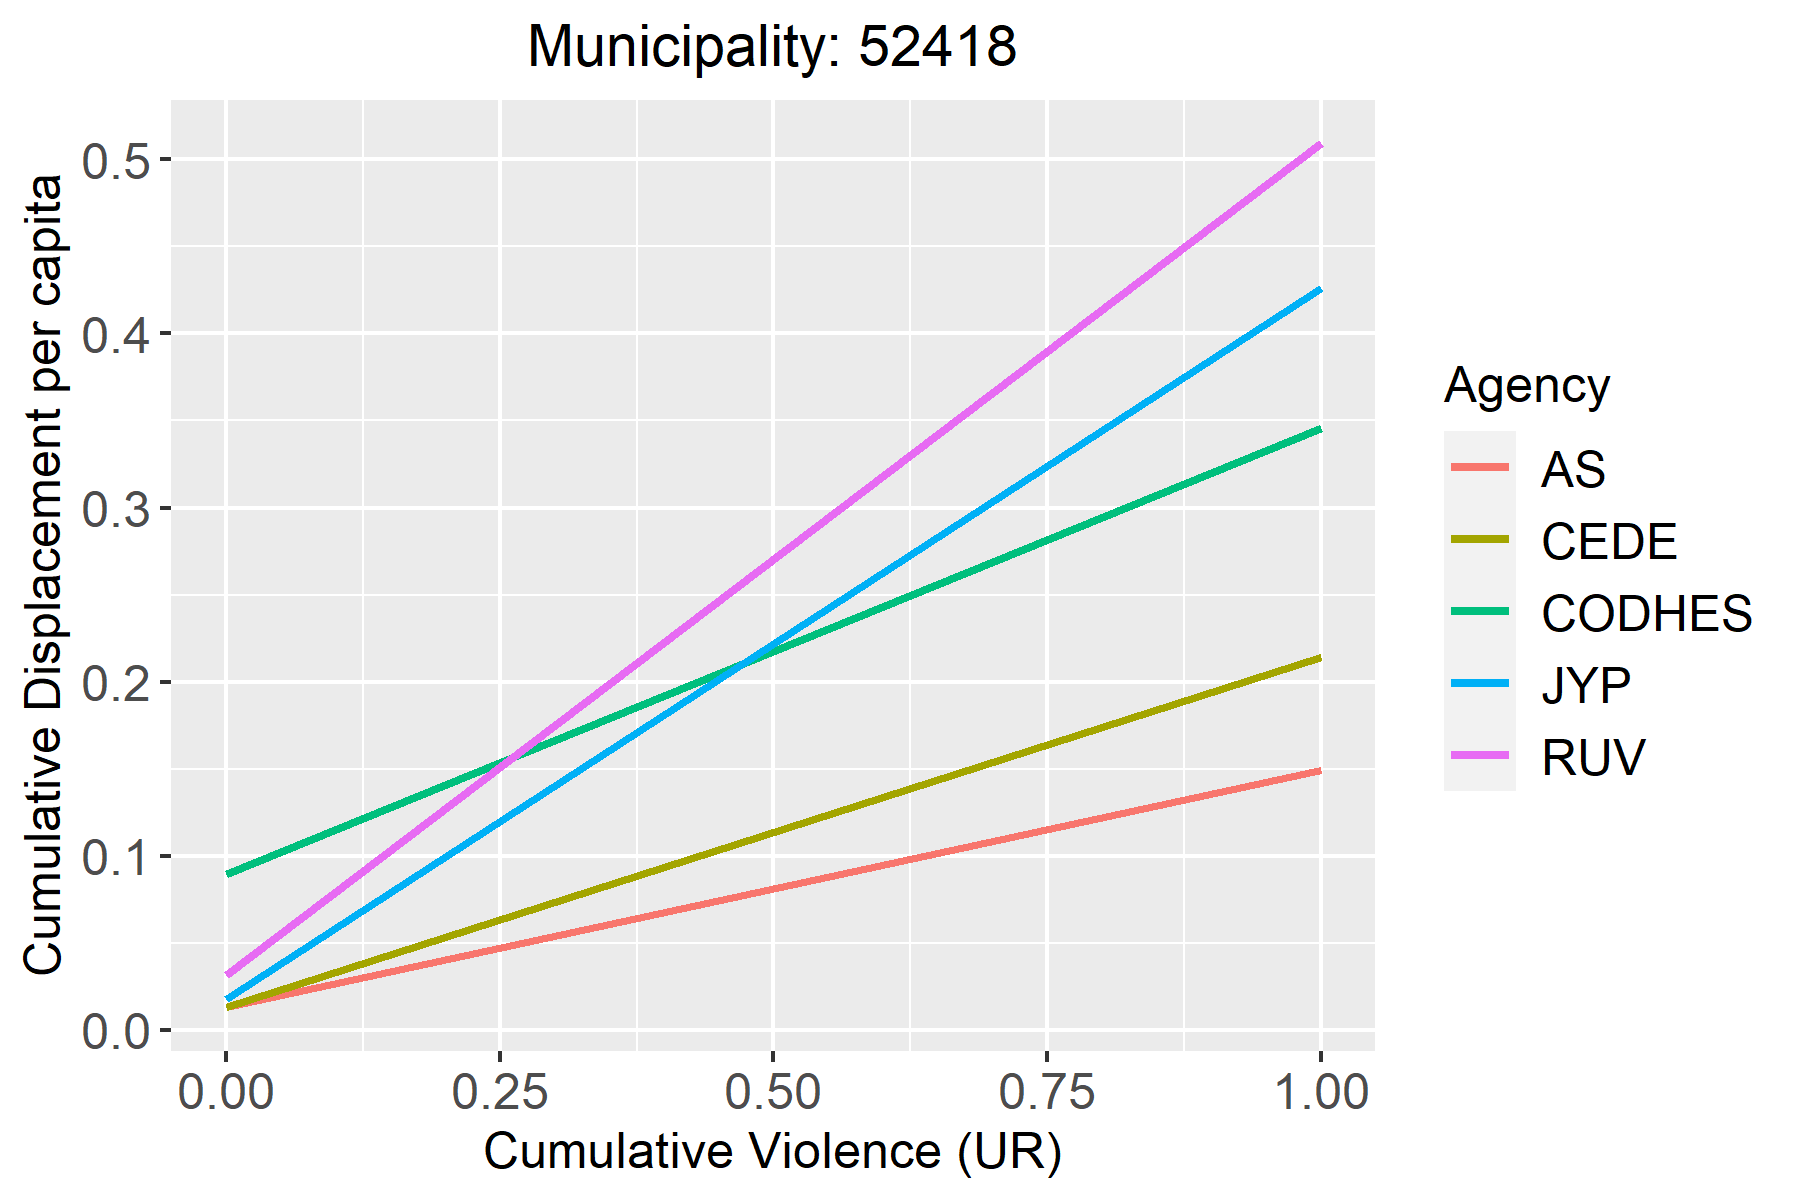 Municipality: 52418
Cumulative Displacement per capita
0.5
0.4
0.3
0.2
0.1
0.0
0.00 0.25 0.50 0.75 1.00
Cumulative Violence (UR)
Agency
AS
CEDE
CODHES
JYP
RUV